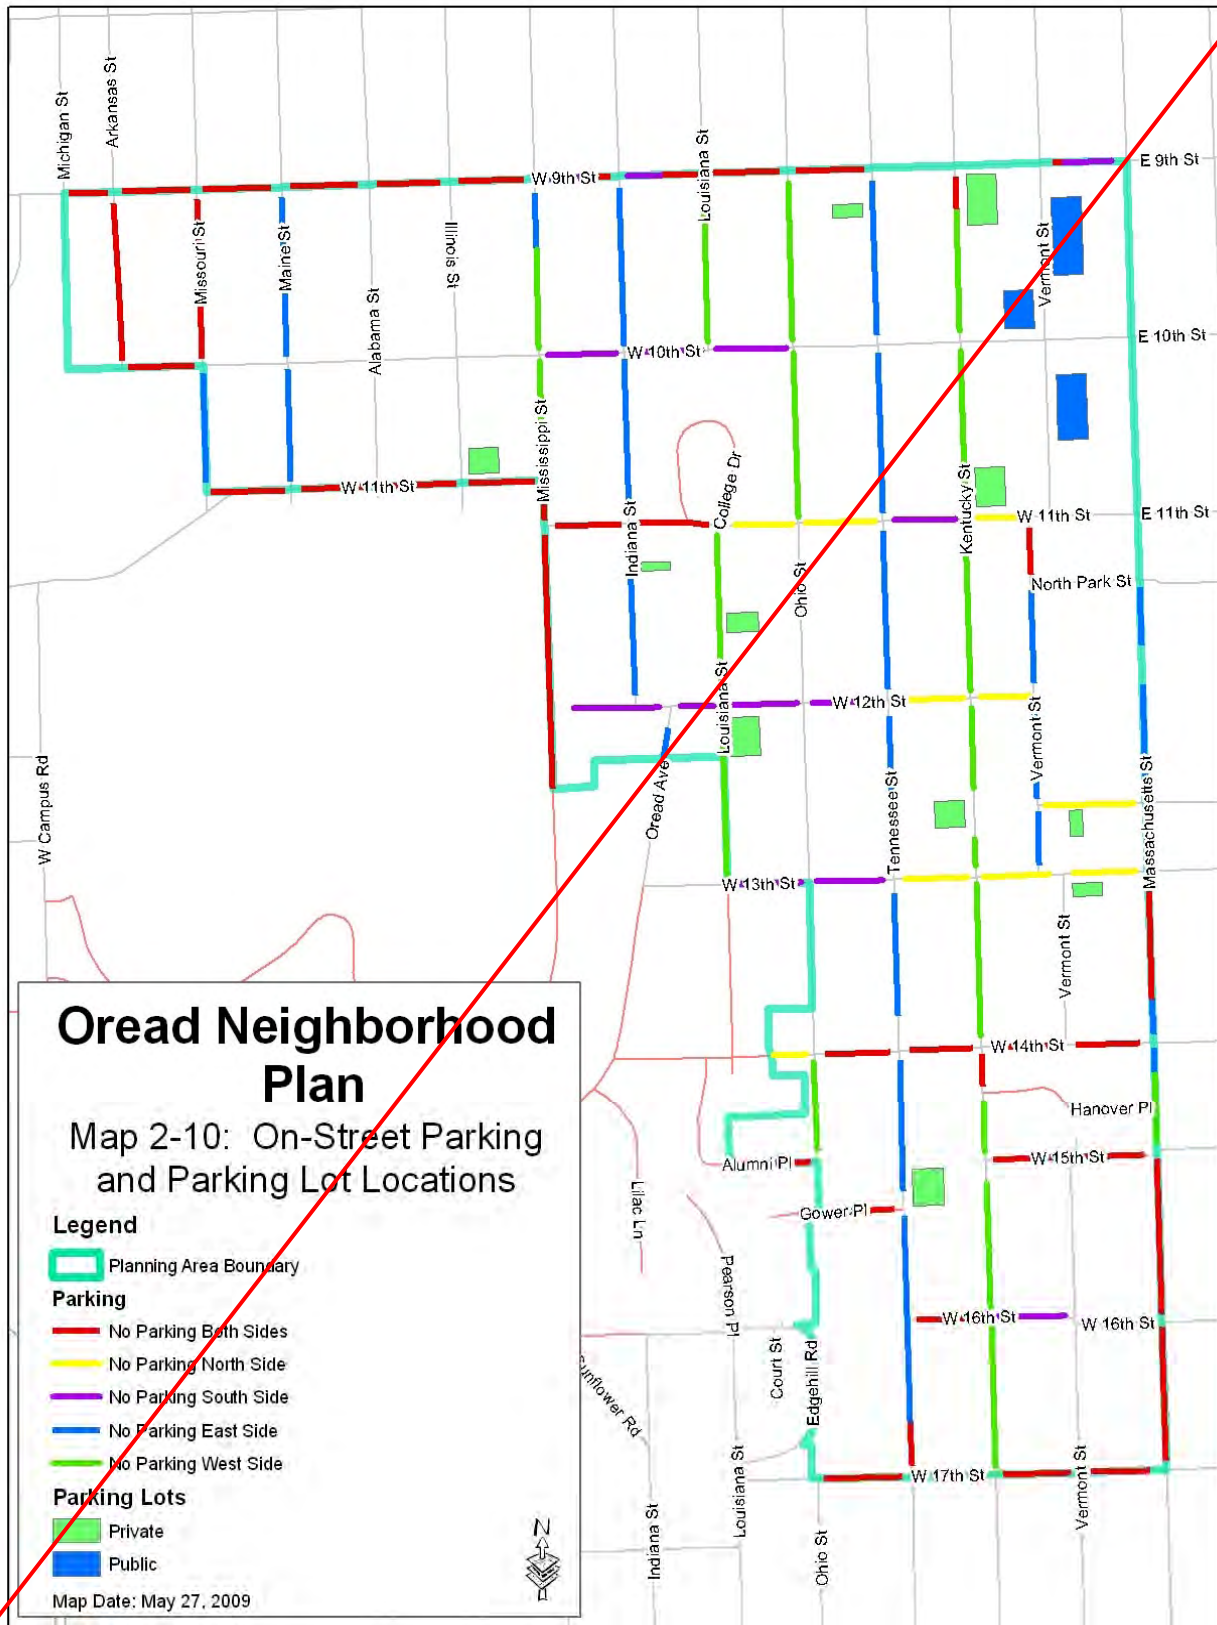 Michigan St
Arkansas St
Missouri St
Maine St
Alabama St
Illinois St
W 9th St
Louisiana St
E 9th St
Vermont St
W 10th St
E 10th St
Mississippi St
W 11th St
Indiana St
College Dr
Ohio St
Kentucky St
W 11th St
E 11th St
North Park St
Louisiana St
W 12th St
Vermont St
Oread Ave
Tennessee St
Massachusetts St
W Campus Rd
W 13th St
Vermont St
W 14th St
Hanover Pl
W 15th St
Alumni Pl
Gower Pl
Lilac Ln
Pearson Pl
W 16th St
W 16th St
Court St
Edgehill Rd
Sunflower Rd
W 17th St
Indiana St
Louisiana St
Ohio St
Vermont St
Oread Neighborhood
Plan
Map 2-10: On-Street Parking
and Parking Lot Locations
Legend
Planning Area Boundary
Parking
No Parking Both Sides
No Parking North Side
No Parking South Side
No Parking East Side
No Parking West Side
Parking Lots
Private
Public
Map Date: May 27, 2009
N